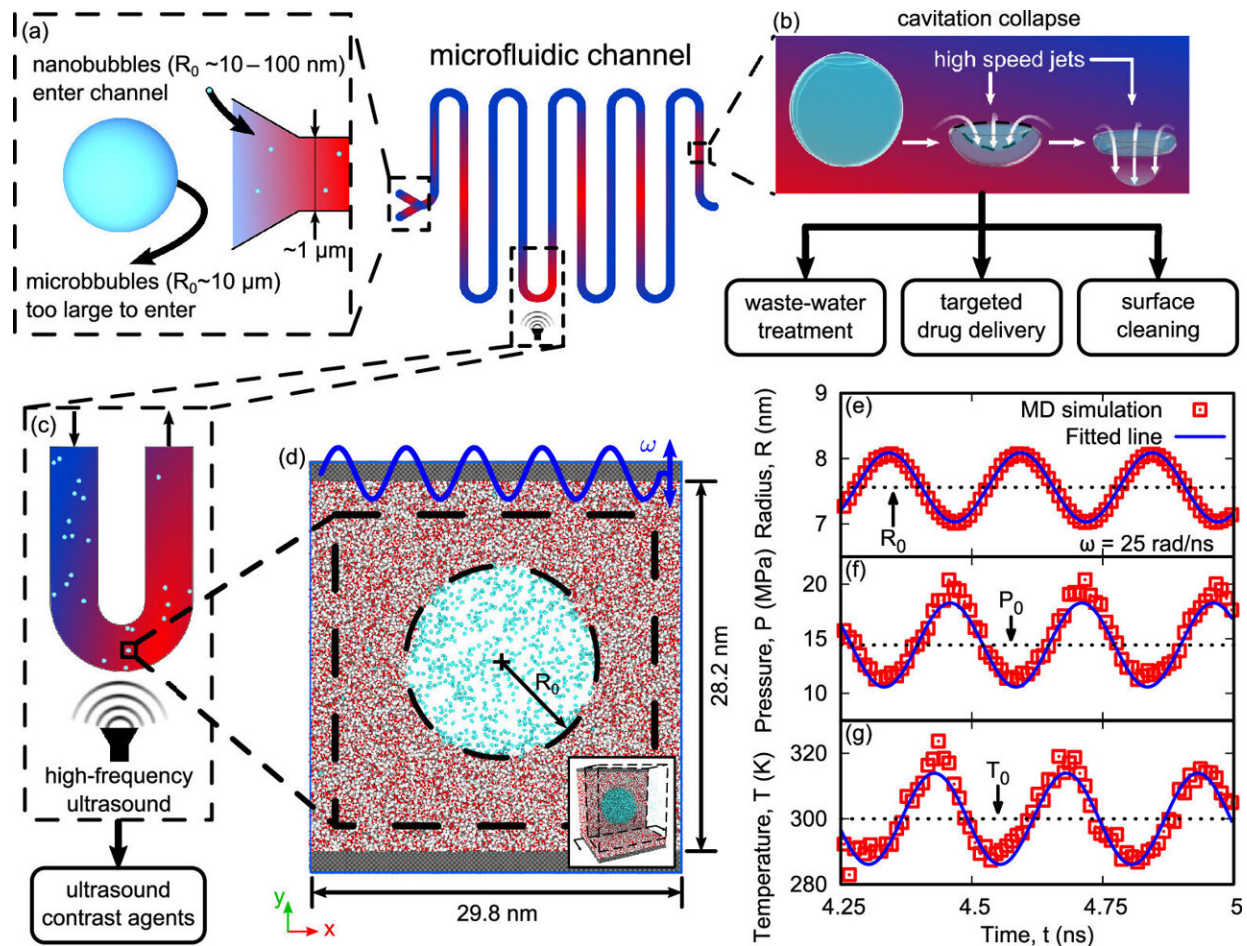 (a)
nanobubbles (R0 ~10 – 100 nm)
enter channel
~1 μm
microbbubles (R0~10 μm)
too large to enter
microfluidic channel
cavitation collapse
(b)
high speed jets
waste-water
treatment
targeted
drug delivery
surface
cleaning
(c)
high-frequency
ultrasound
ultrasound
contrast agents
(d)
ω
R0
28.2 nm
29.8 nm
y
x
(e)
MD simulation
Fitted line
R0
ω = 25 rad/ns
Radius, R (nm)
9
8
7
(f)
P0
Pressure, P (MPa)
20
15
10
(g)
T0
Temperature, T (K)
320
300
280
4.25
4.5
4.75
5
Time, t (ns)